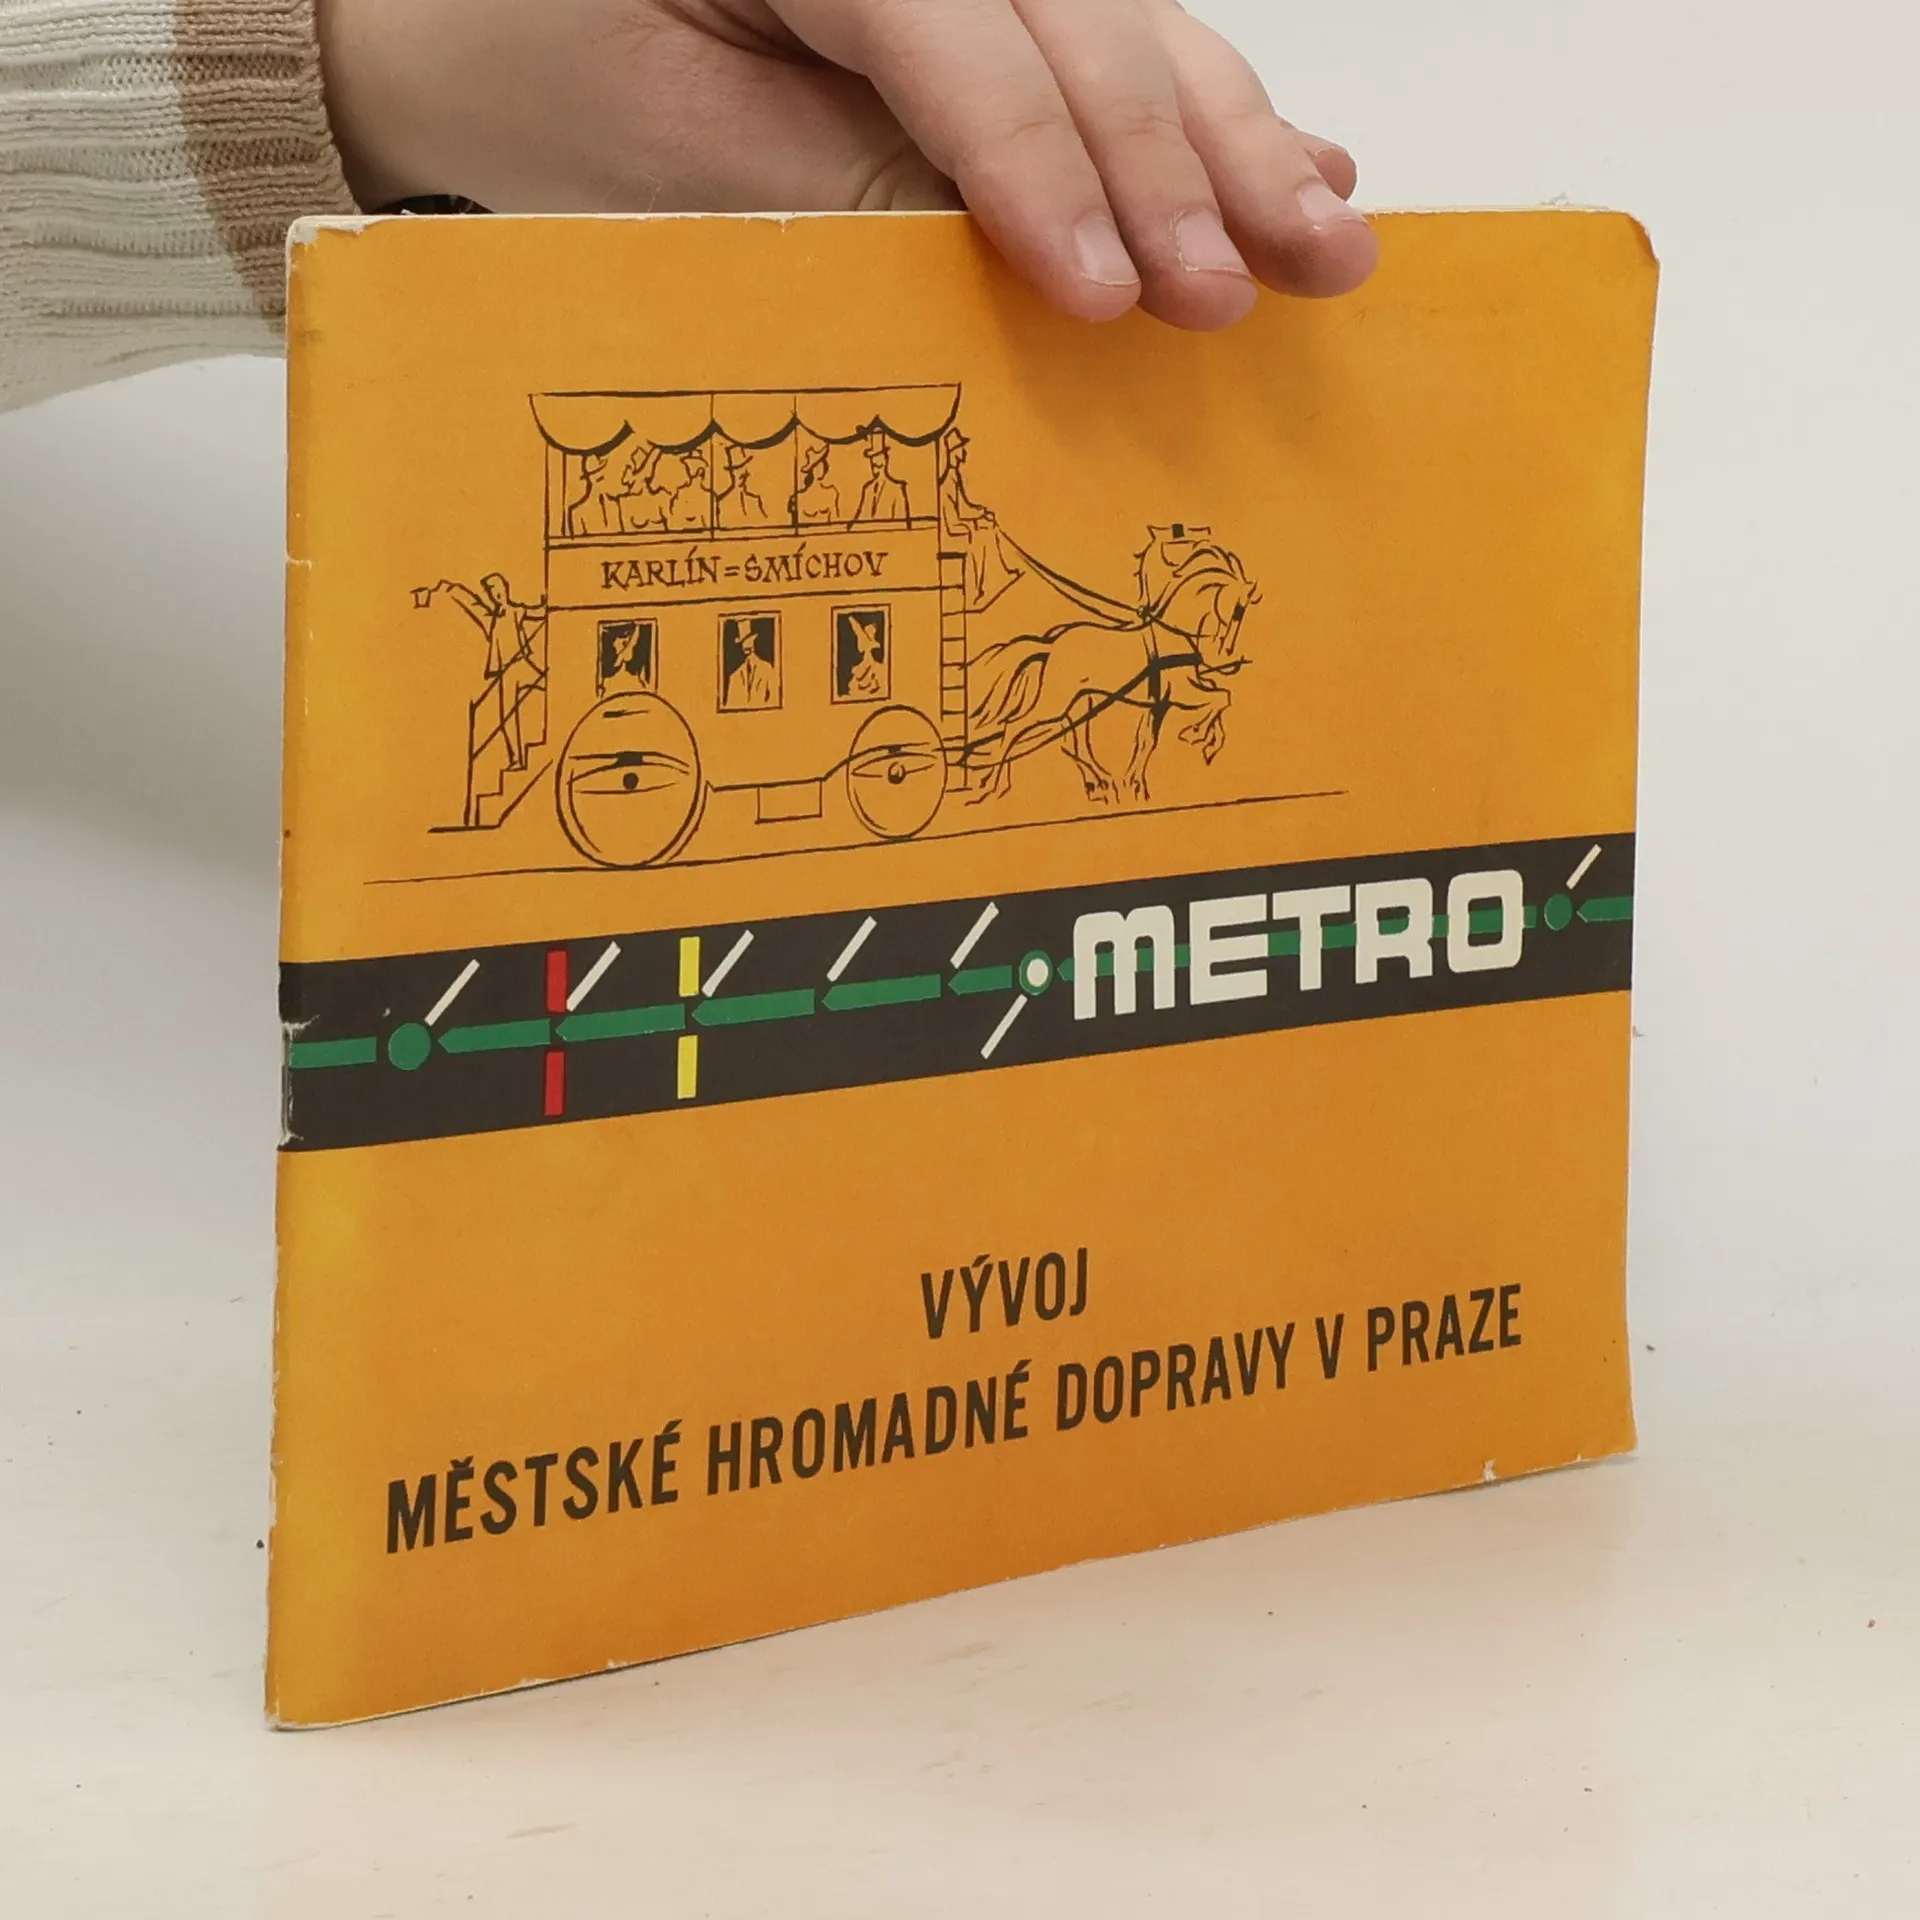 KARLÍN=SMÍCHOV
METRO
VÝVOJ
MĚSTSKÉ HROMADNÉ DOPRAVY V PRAZE